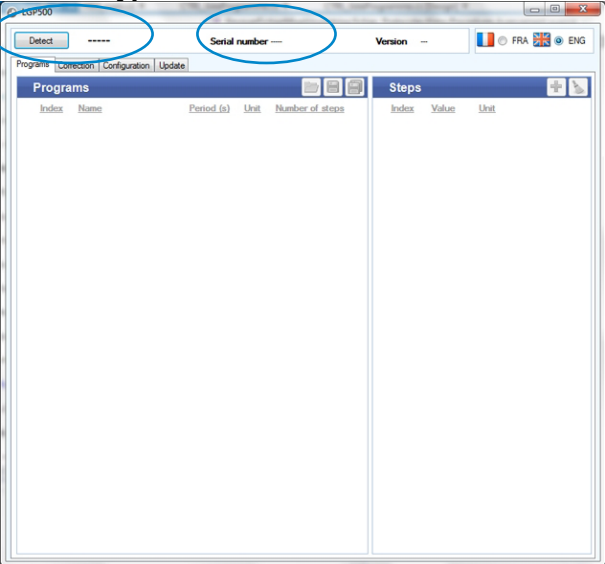 LGP500
Detect ----- Serial number ---- Version -- FRA ENG
Programs Correction Configuration Update
Programs Steps
Index Name Period (s) Unit Number of steps Index Value Unit